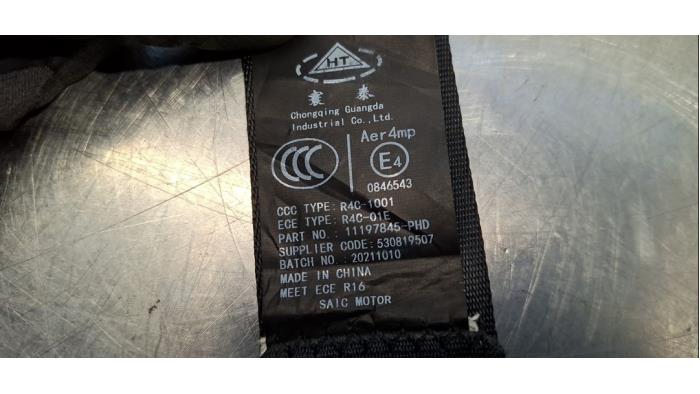 HT
寰泰
Chongqing Guangda
Industrial Co.,Ltd.
CCC
Aer4mp
E4
0846543
CCC TYPE: R4C-1001
ECE TYPE: R4C-01E
PART NO.: 11197845-PHD
SUPPLIER CODE:530819507
BATCH NO.: 20211010
MADE IN CHINA
MEET ECE R16
SAIC MOTOR